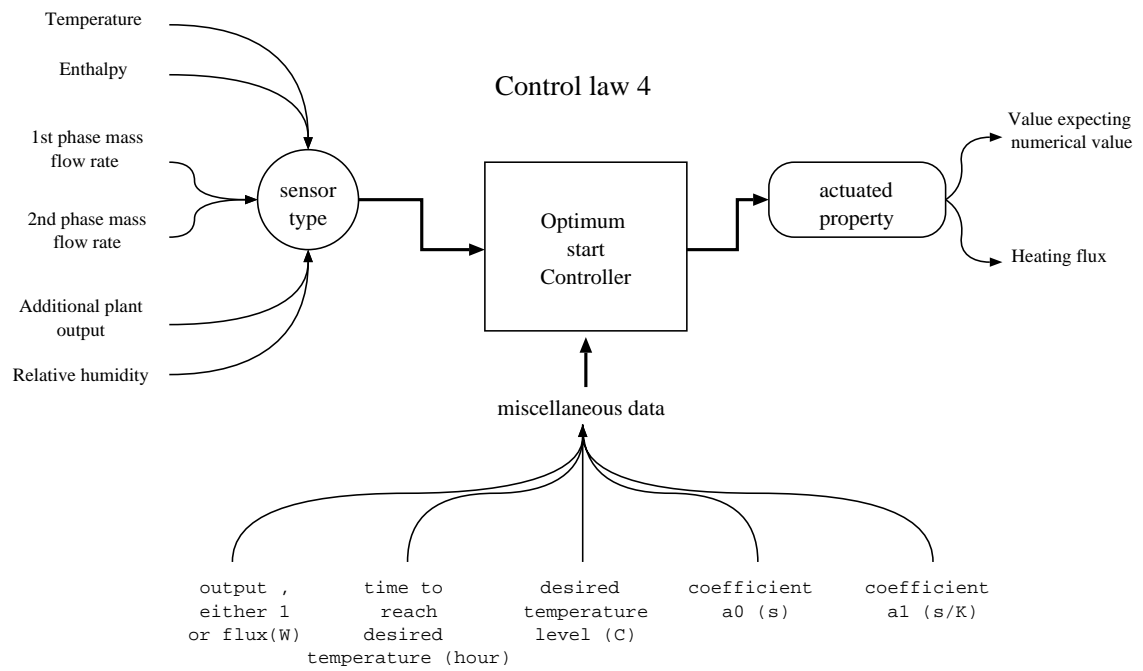 Control law 4
Temperature
Enthalpy
1st phase mass
flow rate
2nd phase mass
flow rate
Additional plant
output
Relative humidity
sensor
type
Optimum
start
Controller
actuated
property
Value expecting
numerical value
Heating flux
miscellaneous data
output ,
either 1
or flux(W)
time to
reach
desired
temperature (hour)
desired
temperature
level (C)
coefficient
a0 (s)
coefficient
a1 (s/K)